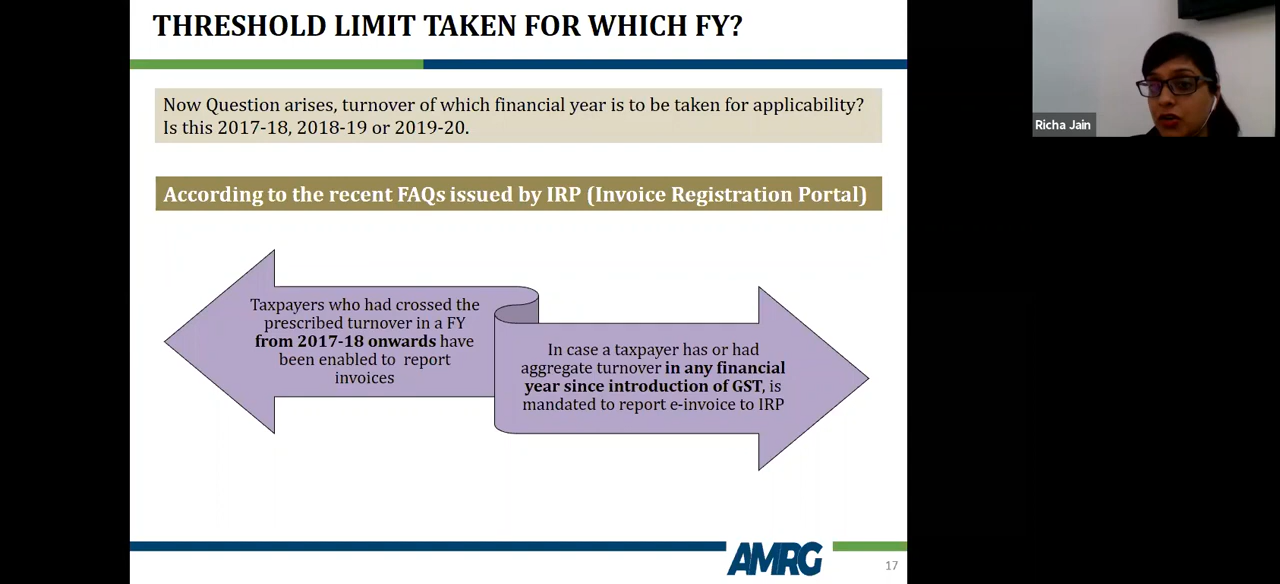 THRESHOLD LIMIT TAKEN FOR WHICH FY?
Now Question arises, turnover of which financial year is to be taken for applicability?
Is this 2017-18, 2018-19 or 2019-20.
According to the recent FAQs issued by IRP (Invoice Registration Portal)
Taxpayers who had crossed the
prescribed turnover in a FY
from 2017-18 onwards have
been enabled to report
invoices
In case a taxpayer has or had
aggregate turnover in any financial
year since introduction of GST, is
mandated to report e-invoice to IRP
AMRG
17
Richa Jain